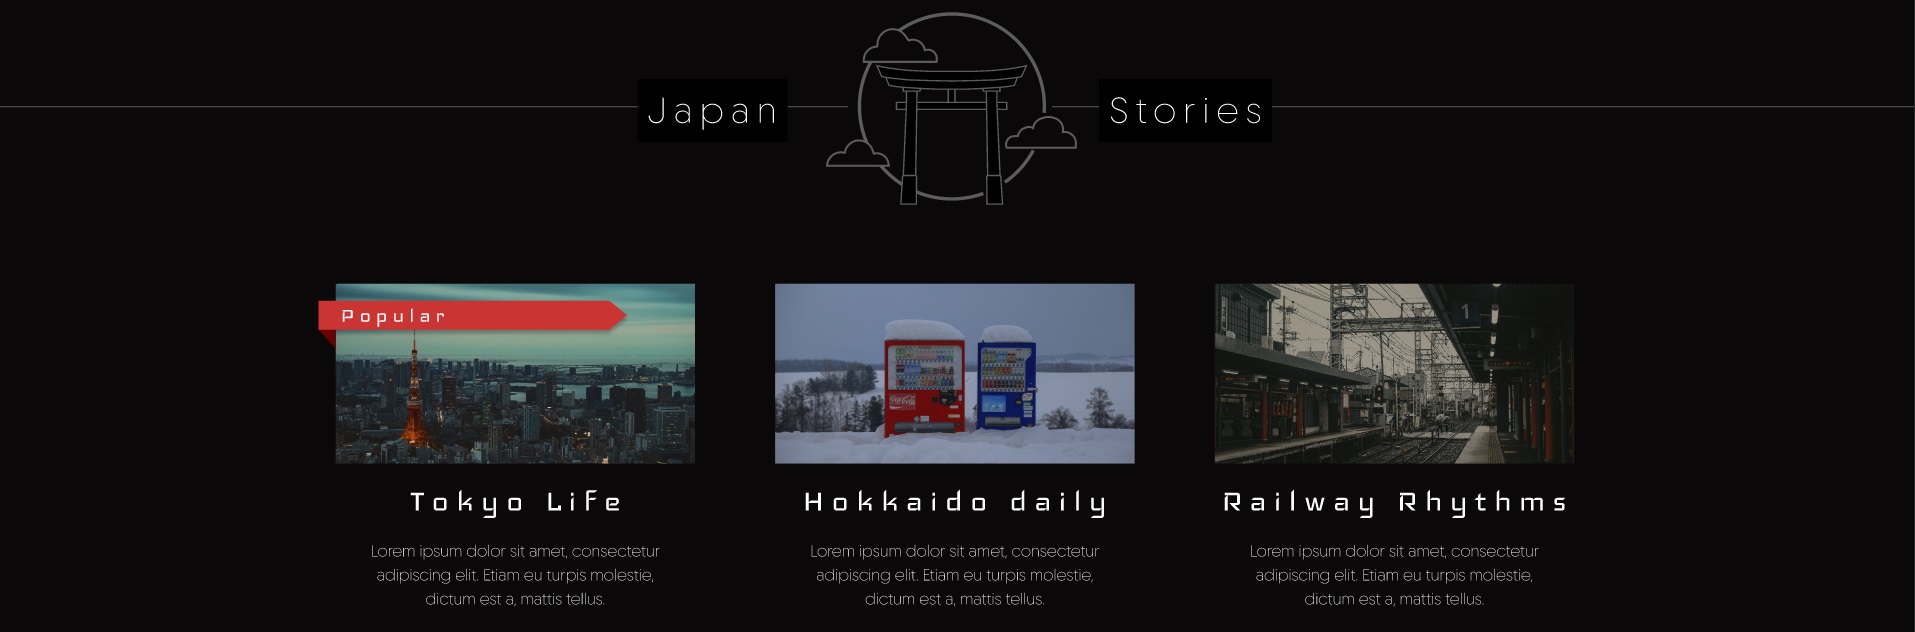 Japan Stories
Popular
1
Coca-Cola
Tokyo Life
Hokkaido daily
Railway Rhythms
Lorem ipsum dolor sit amet, consectetur
adipiscing elit. Etiam eu turpis molestie,
dictum est a, mattis tellus.
Lorem ipsum dolor sit amet, consectetur
adipiscing elit. Etiam eu turpis molestie,
dictum est a, mattis tellus.
Lorem ipsum dolor sit amet, consectetur
adipiscing elit. Etiam eu turpis molestie,
dictum est a, mattis tellus.